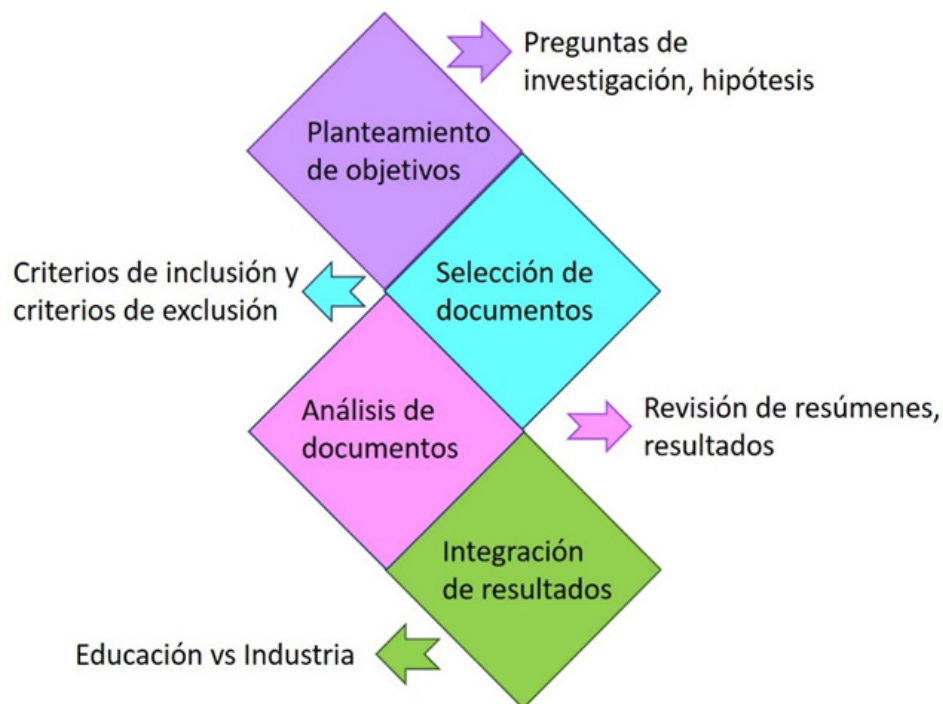 Preguntas de
investigación, hipótesis
Planteamiento
de objetivos
Criterios de inclusión y
criterios de exclusión
Selección de
documentos
Análisis de
documentos
Revisión de resúmenes,
resultados
Integración
de resultados
Educación vs Industria